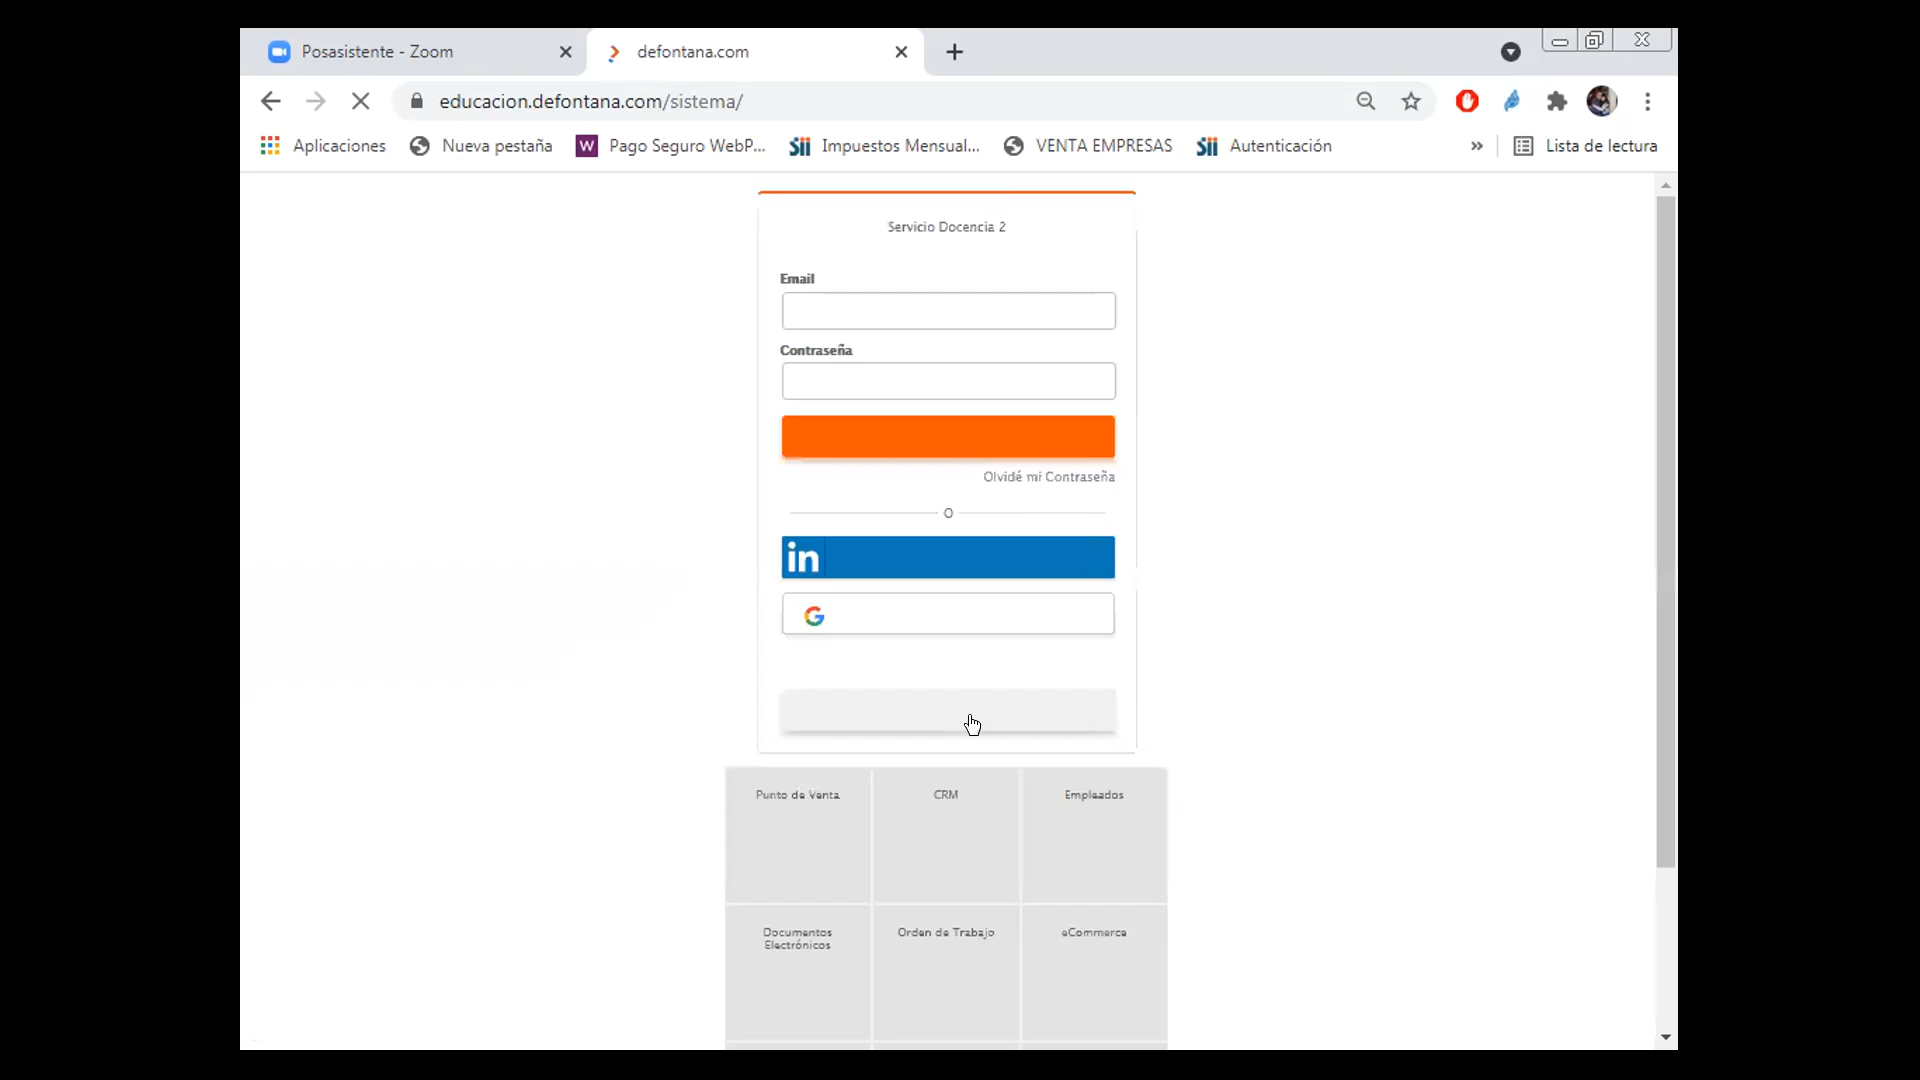 Posasistente - Zoom
defontana.com
educacion.defontana.com/sistema/
Aplicaciones
Nueva pestaña
W
Pago Seguro WebP...
Sii
Impuestos Mensual...
VENTA EMPRESAS
Sii
Autenticación
»
Lista de lectura
Servicio Docencia 2
Email
Contraseña
Olvidé mi Contraseña
O
in
G
Punto de Venta
CRM
Empleados
Documentos
Electrónicos
Orden de Trabajo
eCommerce